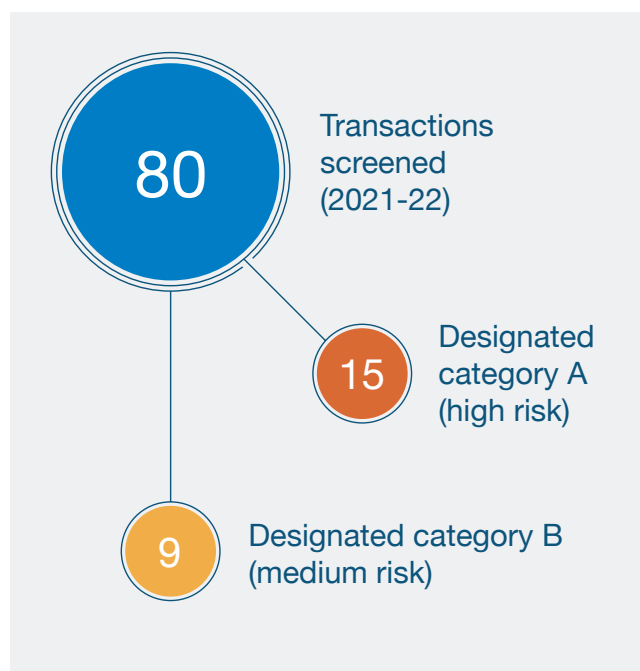 80
Transactions
screened
(2021-22)
15
Designated
category A
(high risk)
9
Designated category B
(medium risk)